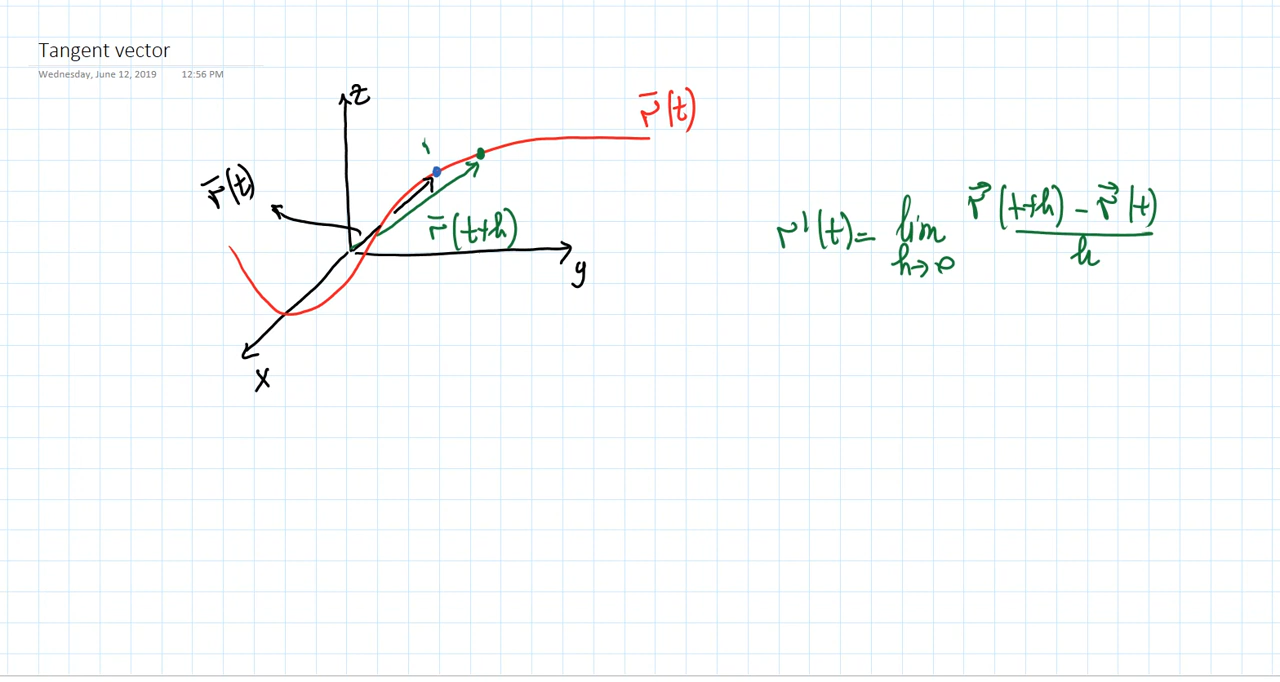 Tangent vector
Wednesday, June 12, 2019 12:56 PM
z
r̄(t)
r̄(t)
r̄(t+h)
y
x
r'(t) = lim h→0 r⃗(t+h) – r⃗(t) / h